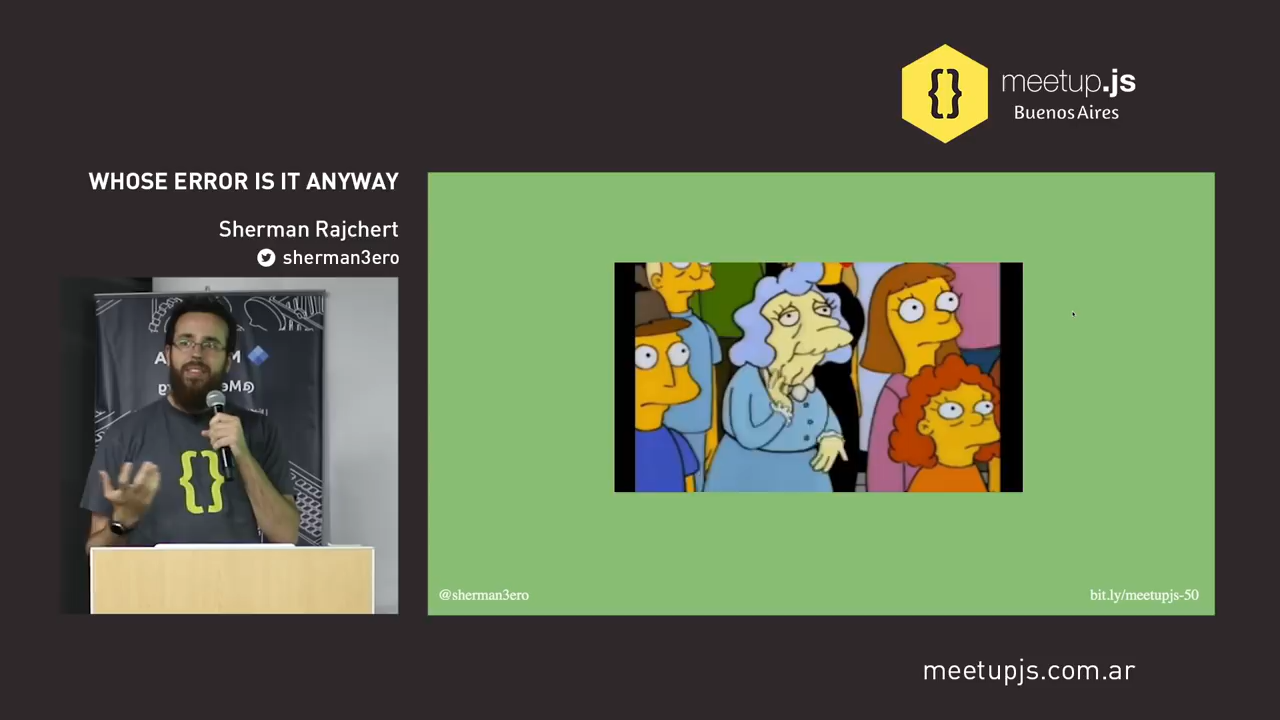 {} meetup.js
Buenos Aires
WHOSE ERROR IS IT ANYWAY
Sherman Rajchert
sherman3ero
{}
@sherman3ero
bit.ly/meetupjs-50
meetupjs.com.ar